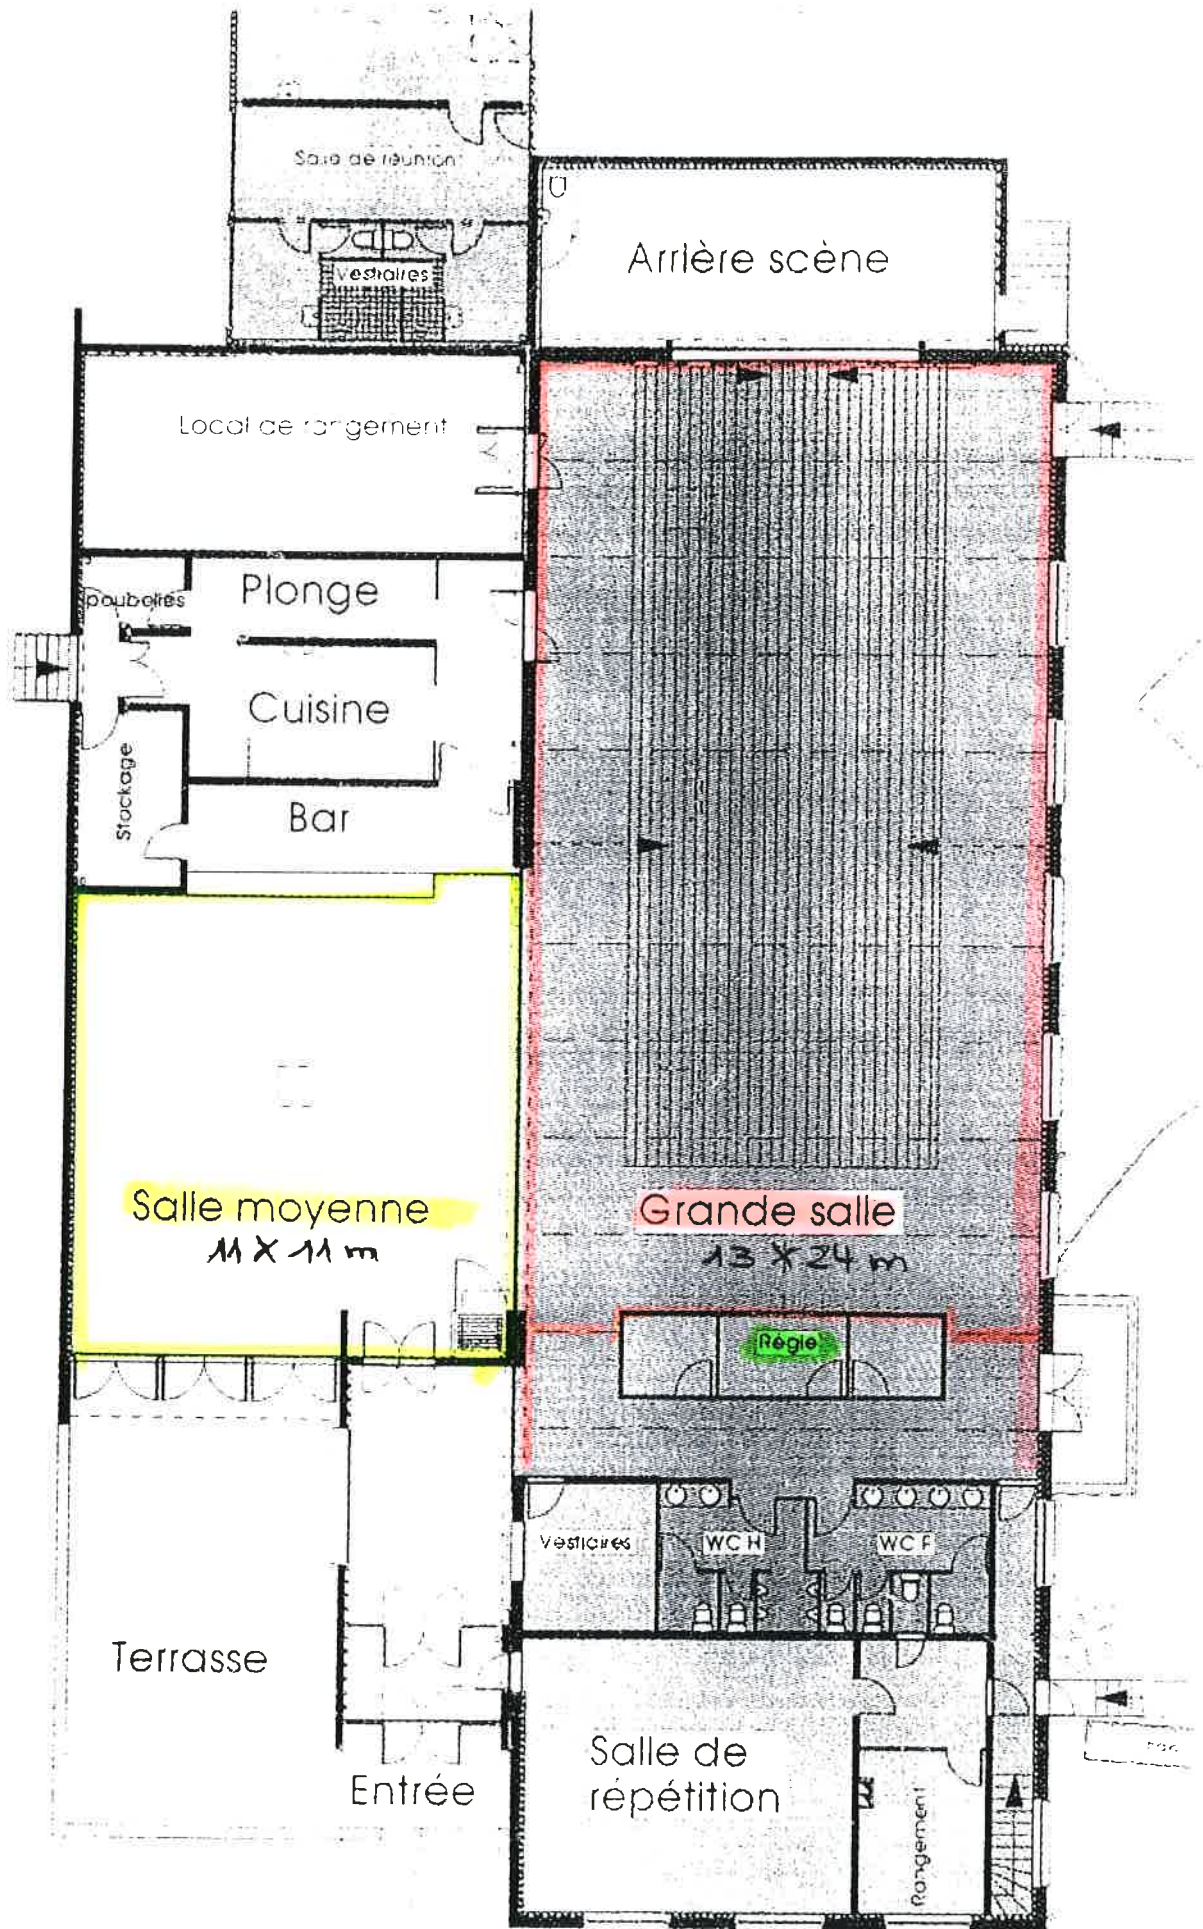 Salle de réunion
Vestiaires
Arrière scène
Local de rangement
Plonge
poubelles
Cuisine
Stockage
Bar
Salle moyenne
11 X 11 m
Grande salle
13 X 24 m
Régie
Vestiaires
WC H
WC F
Terrasse
Entrée
Salle de
répétition
Rangement